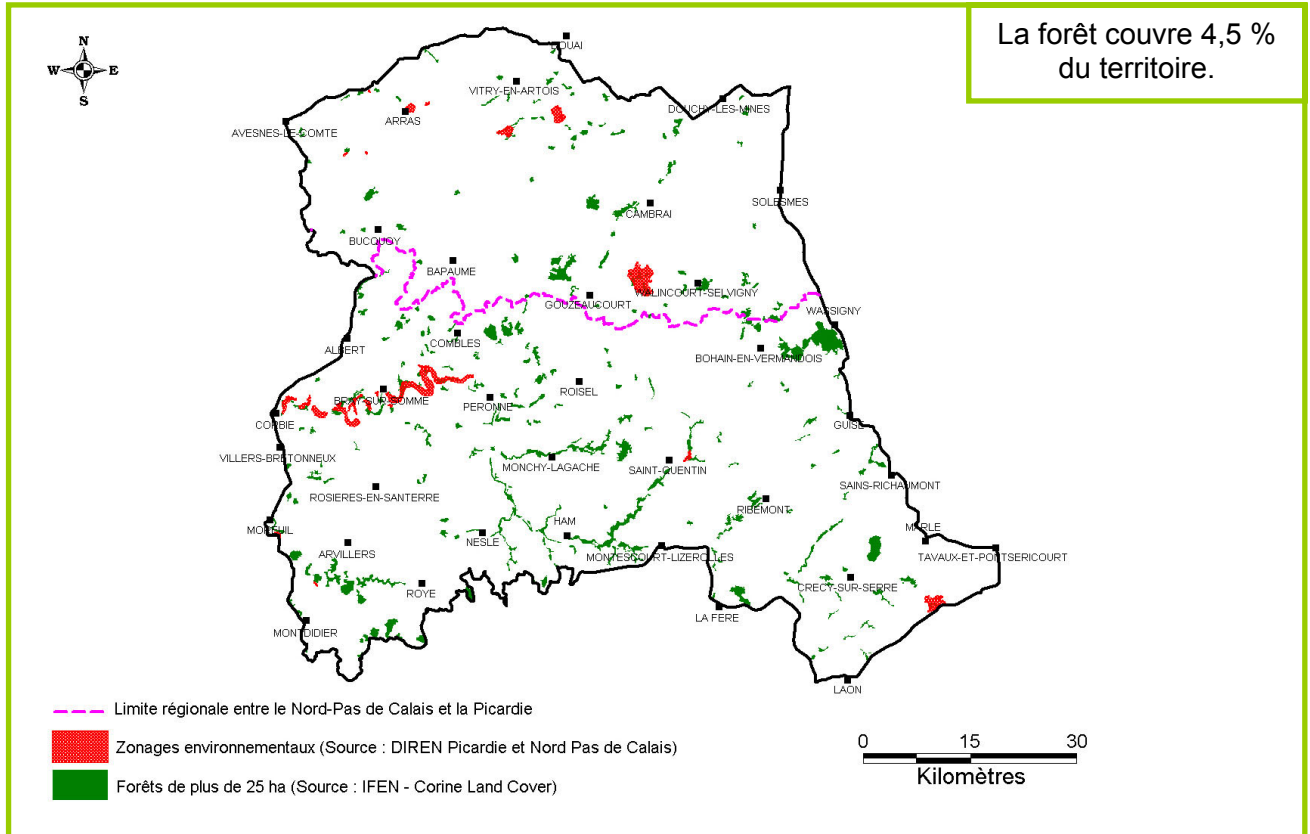 La forêt couvre 4,5 %
du territoire.
N
W E
S
DOUAI
VITRY-EN-ARTOIS
DOUCHY-LES-MINES
ARRAS
AVESNES-LE-COMTE
SOLESMES
CAMBRAI
BUCQUOY
BAPAUME
WALINCOURT-SELVIGNY
GOUZEAUCOURT
WASSIGNY
COMBLES
ALBERT
BOHAIN-EN-VERMANDOIS
ROISEL
BRAY-SUR-SOMME
PERONNE
CORBIE
GUISE
VILLERS-BRETONNEUX
MONCHY-LAGACHE
SAINT-QUENTIN
SAINS-RICHAUMONT
ROSIERES-EN-SANTERRE
RIBEMONT
HAM
MOREUIL
MARLE
NESLE
ARVILLERS
MONTESCOURT-LIZEROLLES
TAVAUX-ET-PONTSERICOURT
CRECY-SUR-SERRE
ROYE
LA FERE
MONTDIDIER
LAON
Limite régionale entre le Nord-Pas de Calais et la Picardie
Zonages environnementaux (Source : DIREN Picardie et Nord Pas de Calais)
Forêts de plus de 25 ha (Source : IFEN - Corine Land Cover)
0 15 30
Kilomètres